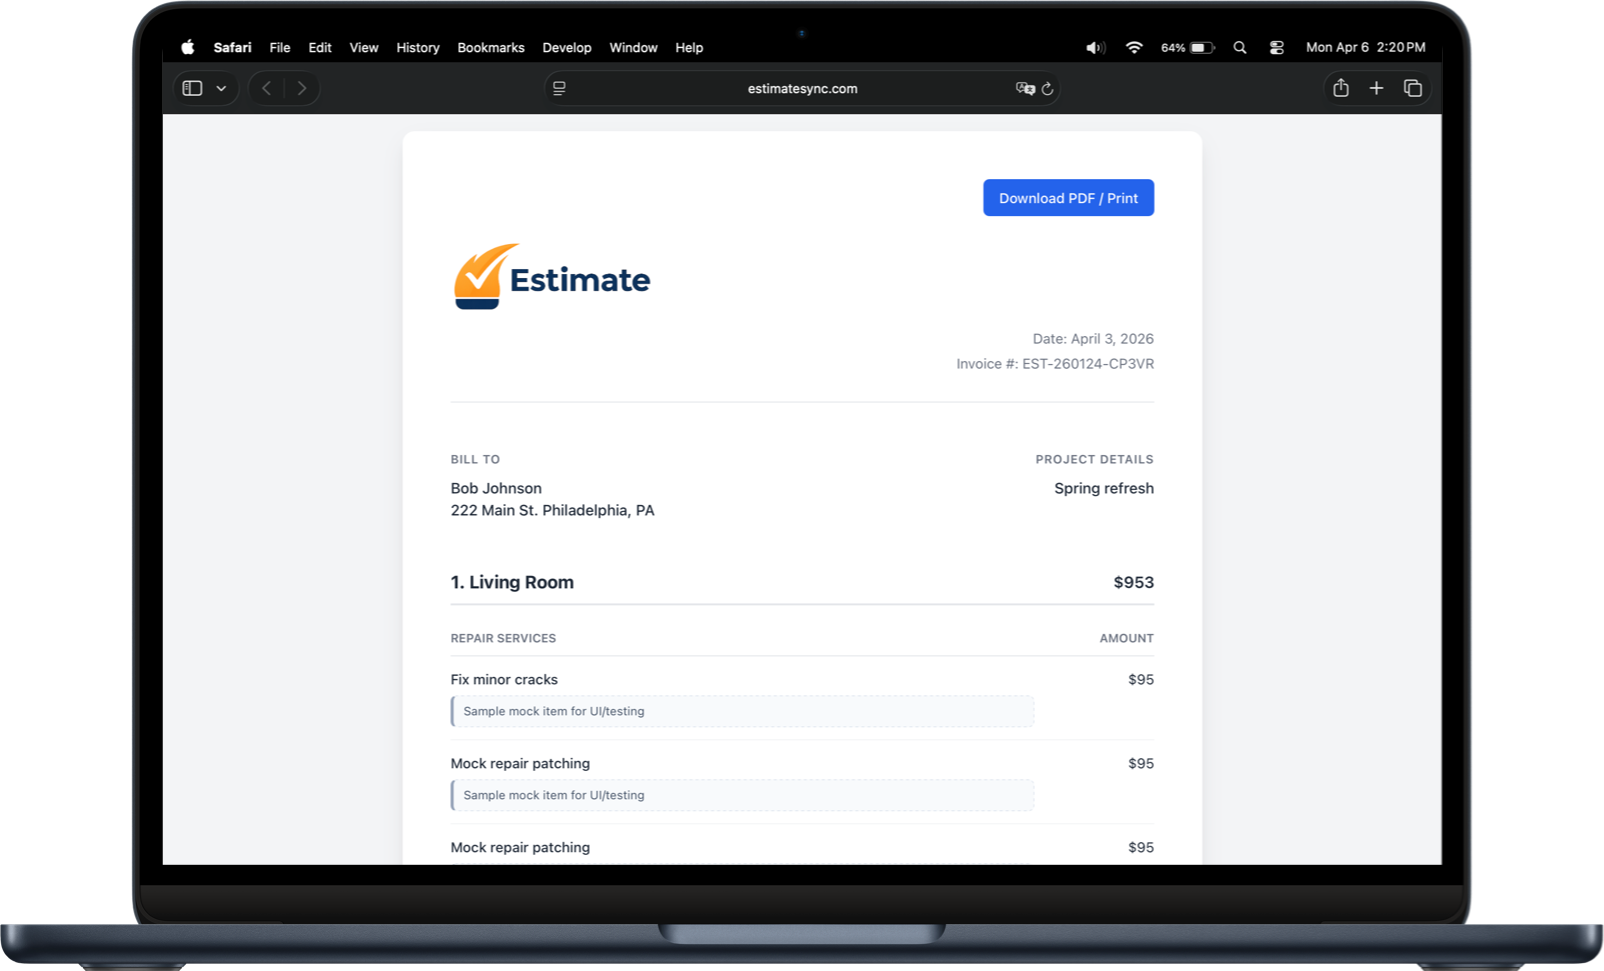 Safari File Edit View History Bookmarks Develop Window Help 64% Mon Apr 6 2:20 PM
estimatesync.com
Download PDF / Print
Estimate
Date: April 3, 2026
Invoice #: EST-260124-CP3VR
BILL TO PROJECT DETAILS
Bob Johnson Spring refresh
222 Main St. Philadelphia, PA
1. Living Room $953
REPAIR SERVICES AMOUNT
Fix minor cracks $95
Sample mock item for UI/testing
Mock repair patching $95
Sample mock item for UI/testing
Mock repair patching $95